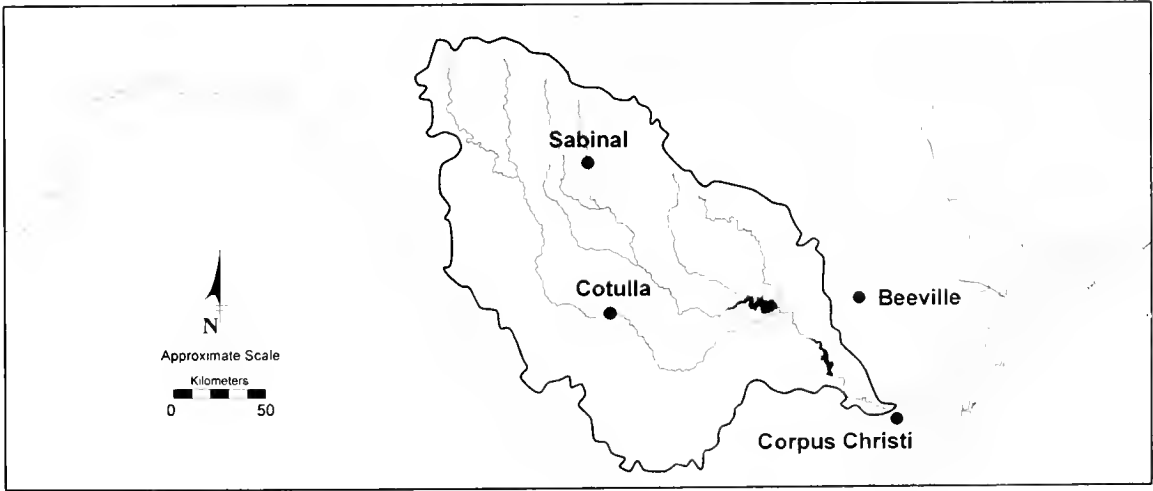 Sabinal
Cotulla
Beeville
N
Approximate Scale
Kilometers
0 50
Corpus Christi